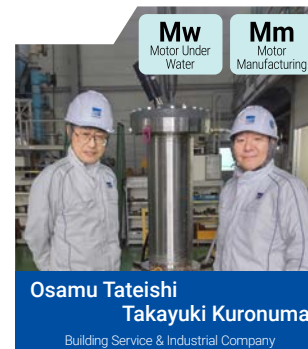 Mw
Motor Under
Water
Mm
Motor
Manufacturing
Osamu Tateishi
Takayuki Kuronuma
Building Service & Industrial Company